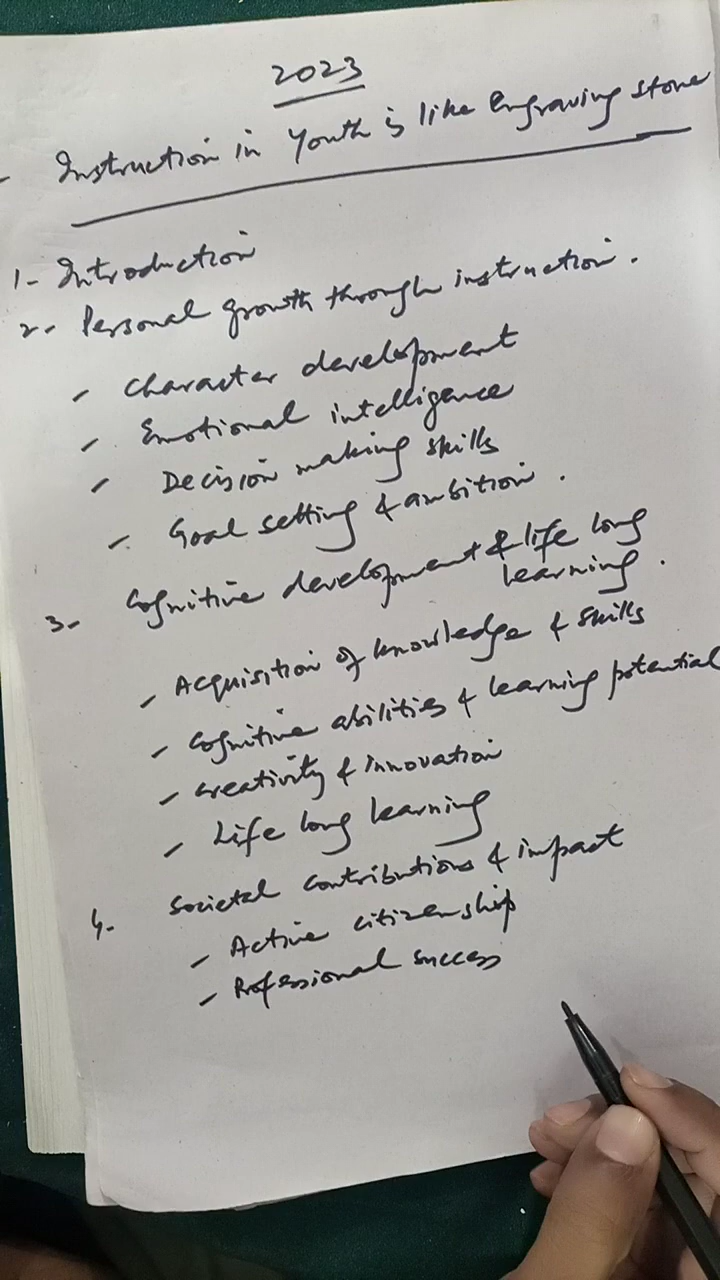 2023
- Instruction in Youth is like Engraving stone
1- Introduction
2. Personal growth through instruction.
- Character development
- Emotional intelligence
- Decision making skills
- Goal setting & ambition.
3- Cognitive development & life long
learning.
- Acquisition of knowledge & skills
- Cognitive abilities & learning potential
- Creativity & innovation
- Life long learning
4. Societal contributions & impact
- Active citizenship
- Professional success